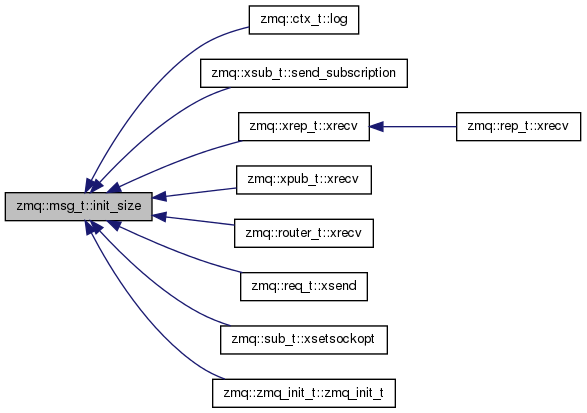 zmq::ctx_t::log
zmq::xsub_t::send_subscription
zmq::xrep_t::xrecv
zmq::rep_t::xrecv
zmq::xpub_t::xrecv
zmq::msg_t::init_size
zmq::router_t::xrecv
zmq::req_t::xsend
zmq::sub_t::xsetsockopt
zmq::zmq_init_t::zmq_init_t